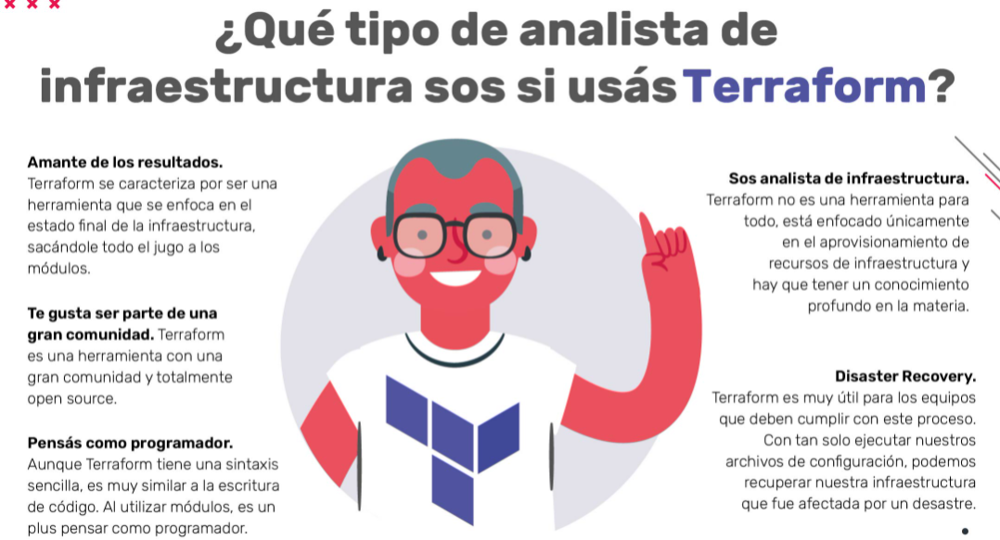 ¿Qué tipo de analista de
infraestructura sos si usás Terraform?
Amante de los resultados.
Terraform se caracteriza por ser una
herramienta que se enfoca en el
estado final de la infraestructura,
sacándole todo el jugo a los
módulos.
Te gusta ser parte de una
gran comunidad. Terraform
es una herramienta con una
gran comunidad y totalmente
open source.
Pensás como programador.
Aunque Terraform tiene una sintaxis
sencilla, es muy similar a la escritura
de código. Al utilizar módulos, es un
plus pensar como programador.
Sos analista de infraestructura.
Terraform no es una herramienta para
todo, está enfocado únicamente
en el aprovisionamiento de
recursos de infraestructura y
hay que tener un conocimiento
profundo en la materia.
Disaster Recovery.
Terraform es muy útil para los equipos
que deben cumplir con este proceso.
Con tan solo ejecutar nuestros
archivos de configuración, podemos
recuperar nuestra infraestructura
que fue afectada por un desastre.